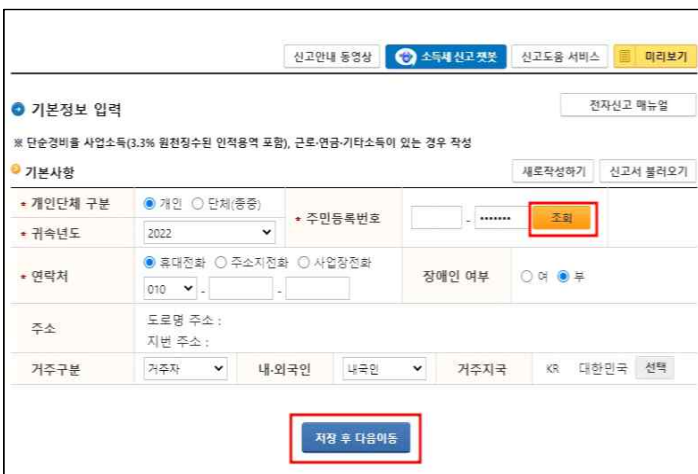 신고안내 동영상 소득세 신고 챗봇 신고도움 서비스 미리보기
기본정보 입력 전자신고 매뉴얼
※ 단순경비율 사업소득(3.3% 원천징수된 인적용역 포함), 근로·연금·기타소득이 있는 경우 작성
기본사항 새로작성하기 신고서 불러오기
* 개인단체 구분 개인 단체(종중) * 주민등록번호 - ••••••• 조회
* 귀속년도 2022
* 연락처 휴대전화 주소지전화 사업장전화 장애인 여부 여 부
010 - -
주소 도로명 주소 :
지번 주소 :
거주구분 거주자 내·외국인 내국인 거주지국 KR 대한민국 선택
저장 후 다음이동